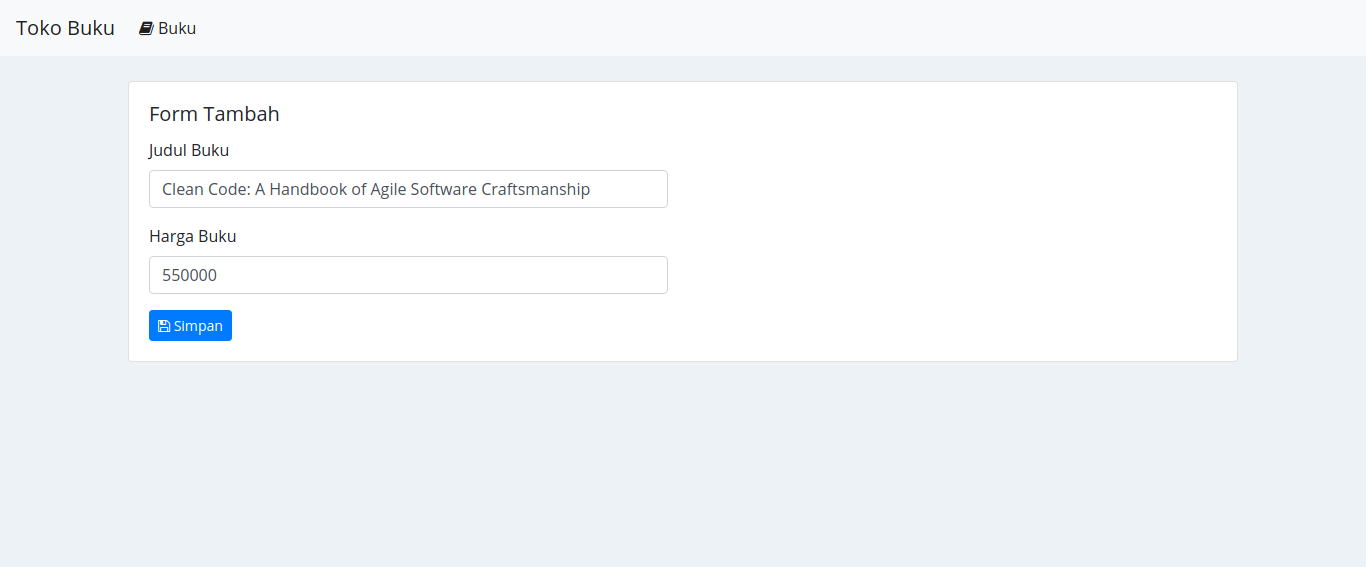 Toko Buku Buku
Form Tambah
Judul Buku
Clean Code: A Handbook of Agile Software Craftsmanship
Harga Buku
550000
Simpan